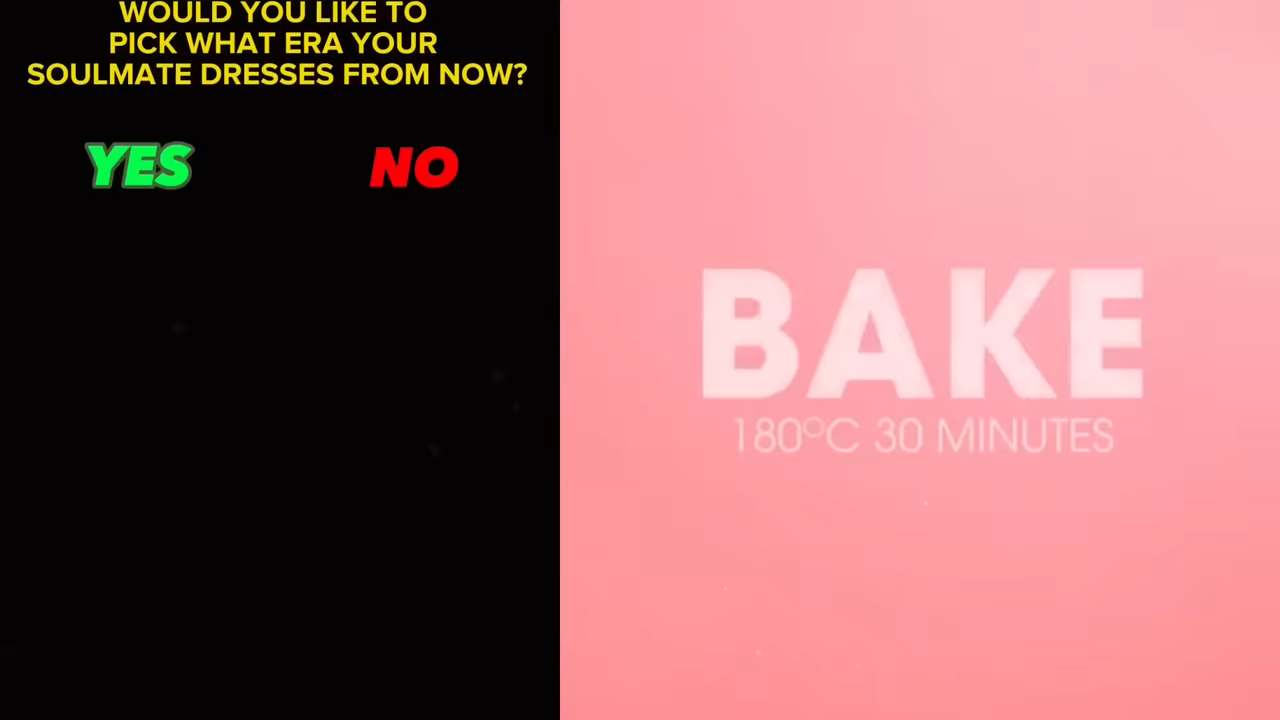 WOULD YOU LIKE TO
PICK WHAT ERA YOUR
SOULMATE DRESSES FROM NOW?
YES NO
BAKE
180°C 30 MINUTES